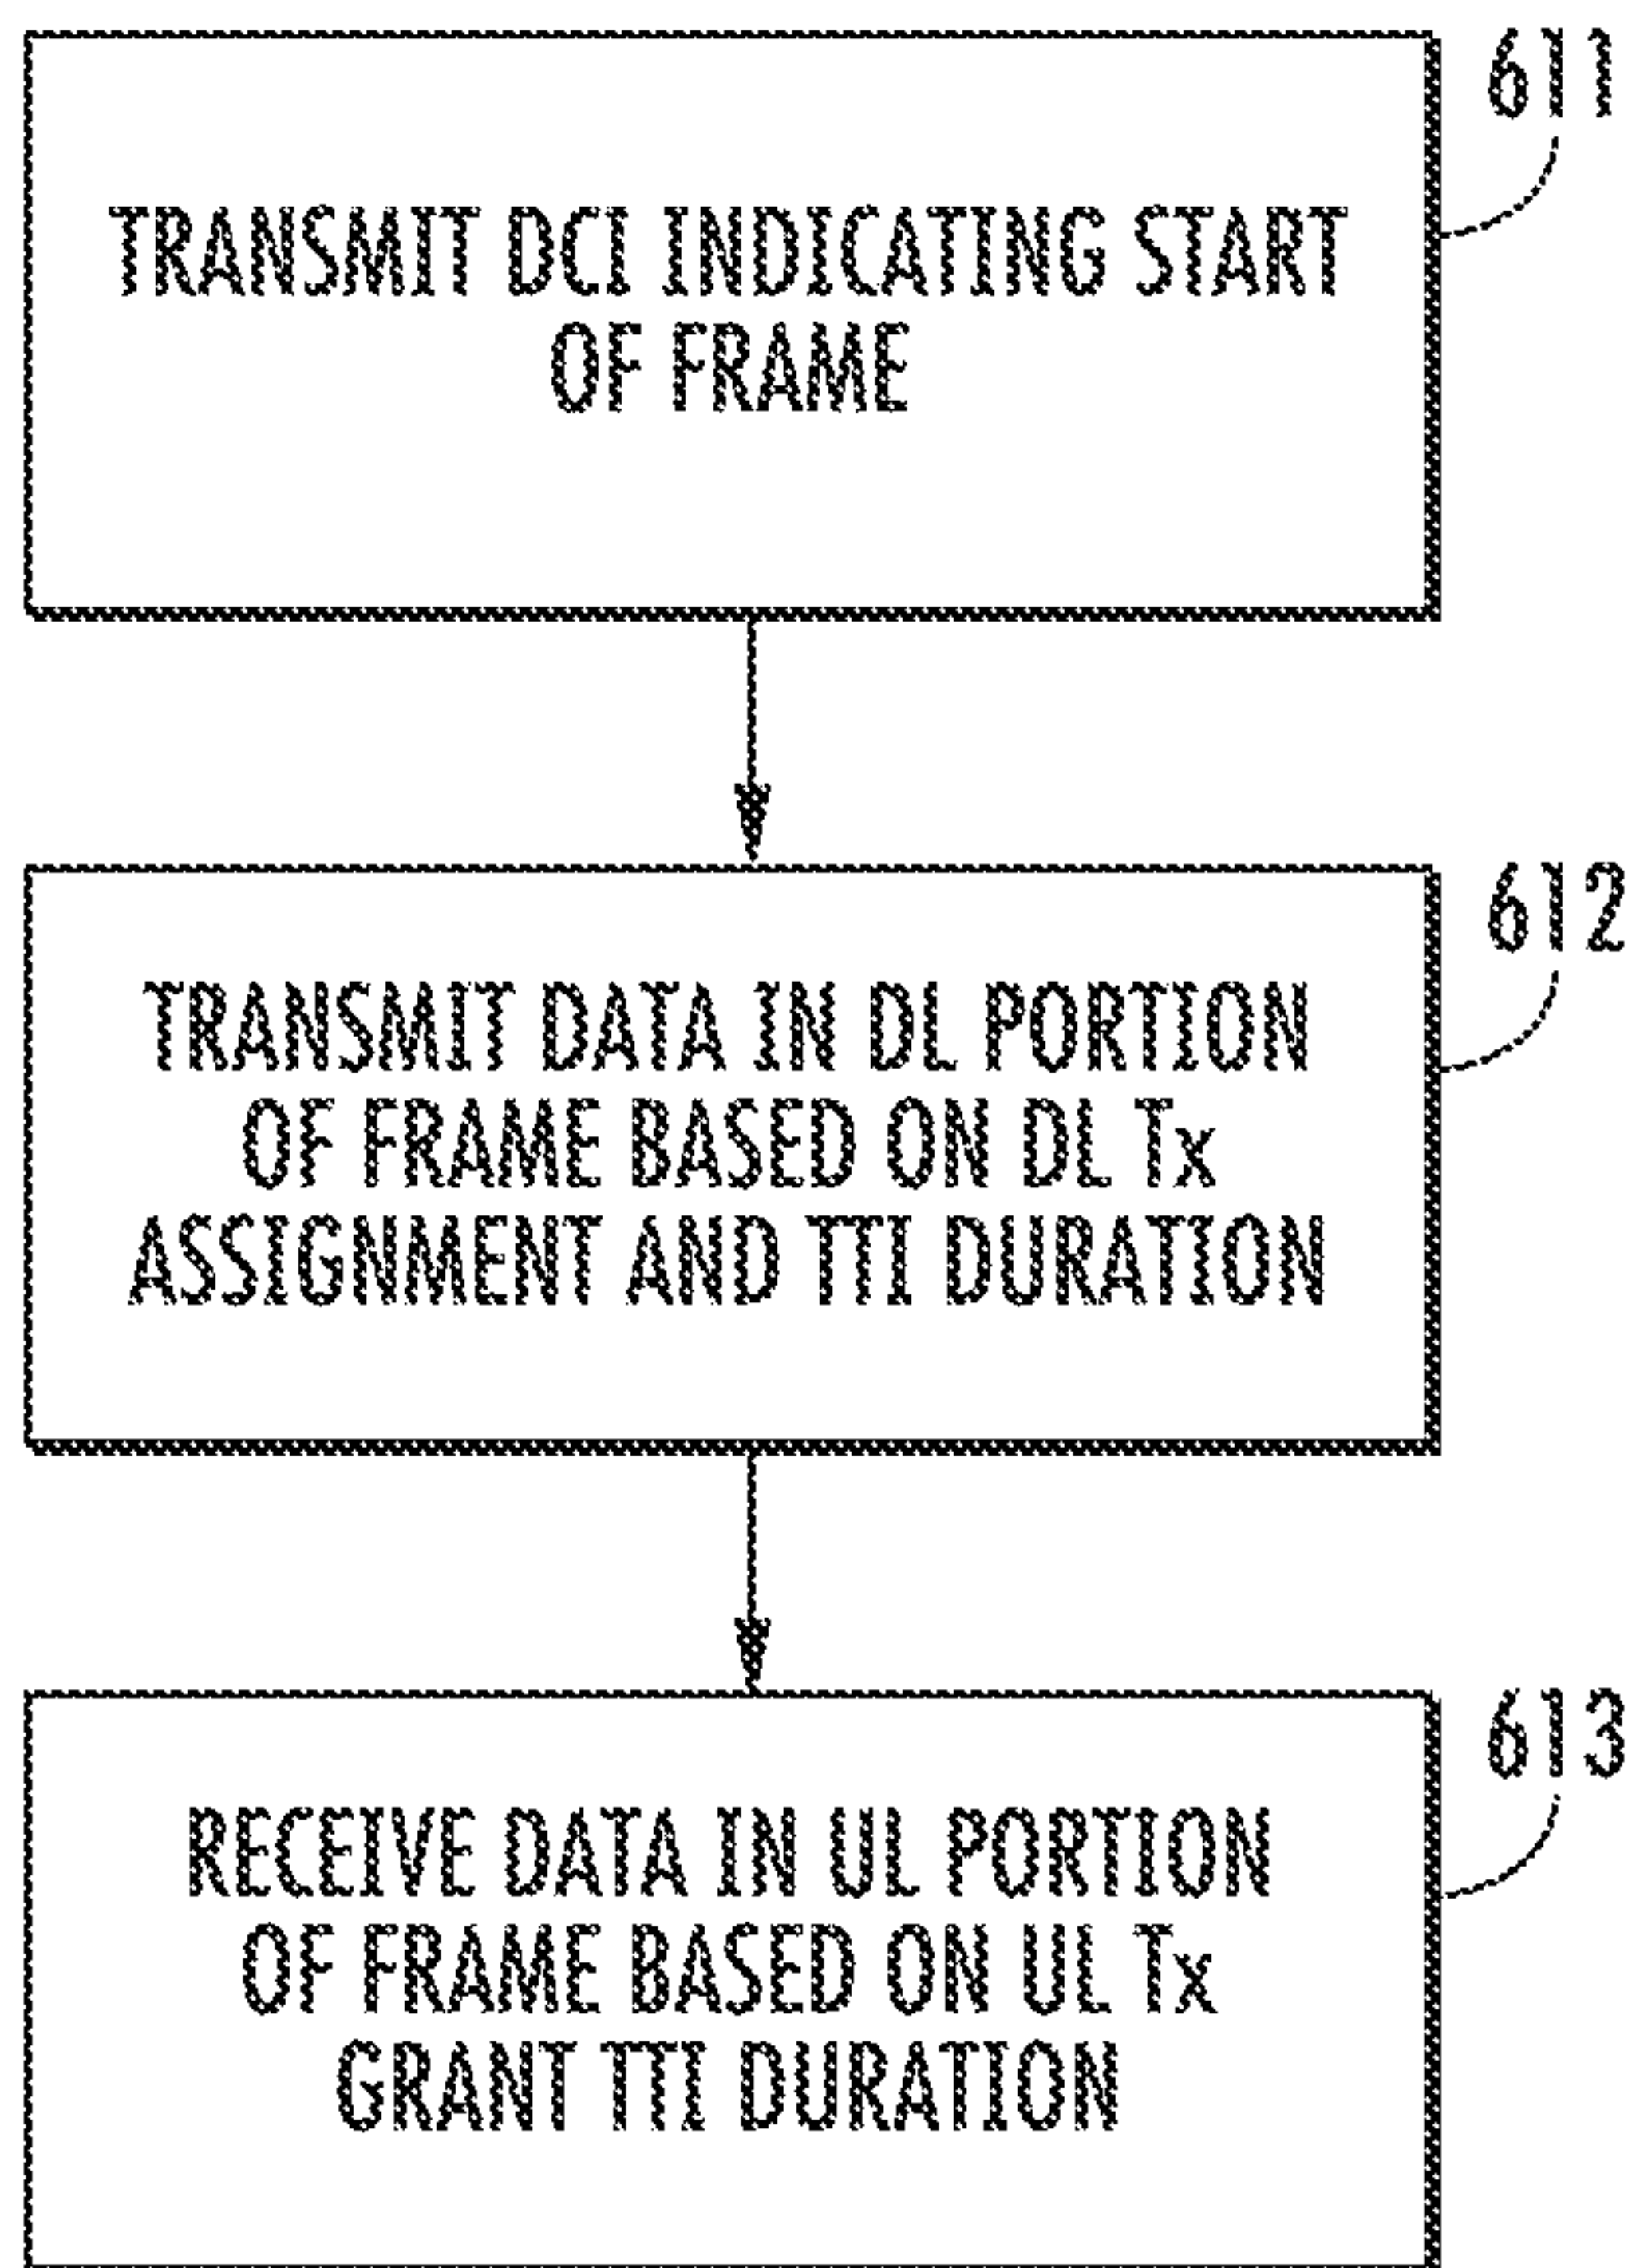 611
TRANSMIT DCI INDICATING START
OF FRAME
612
TRANSMIT DATA IN DL PORTION
OF FRAME BASED ON DL Tx
ASSIGNMENT AND TTI DURATION
613
RECEIVE DATA IN UL PORTION
OF FRAME BASED ON UL Tx
GRANT TTI DURATION